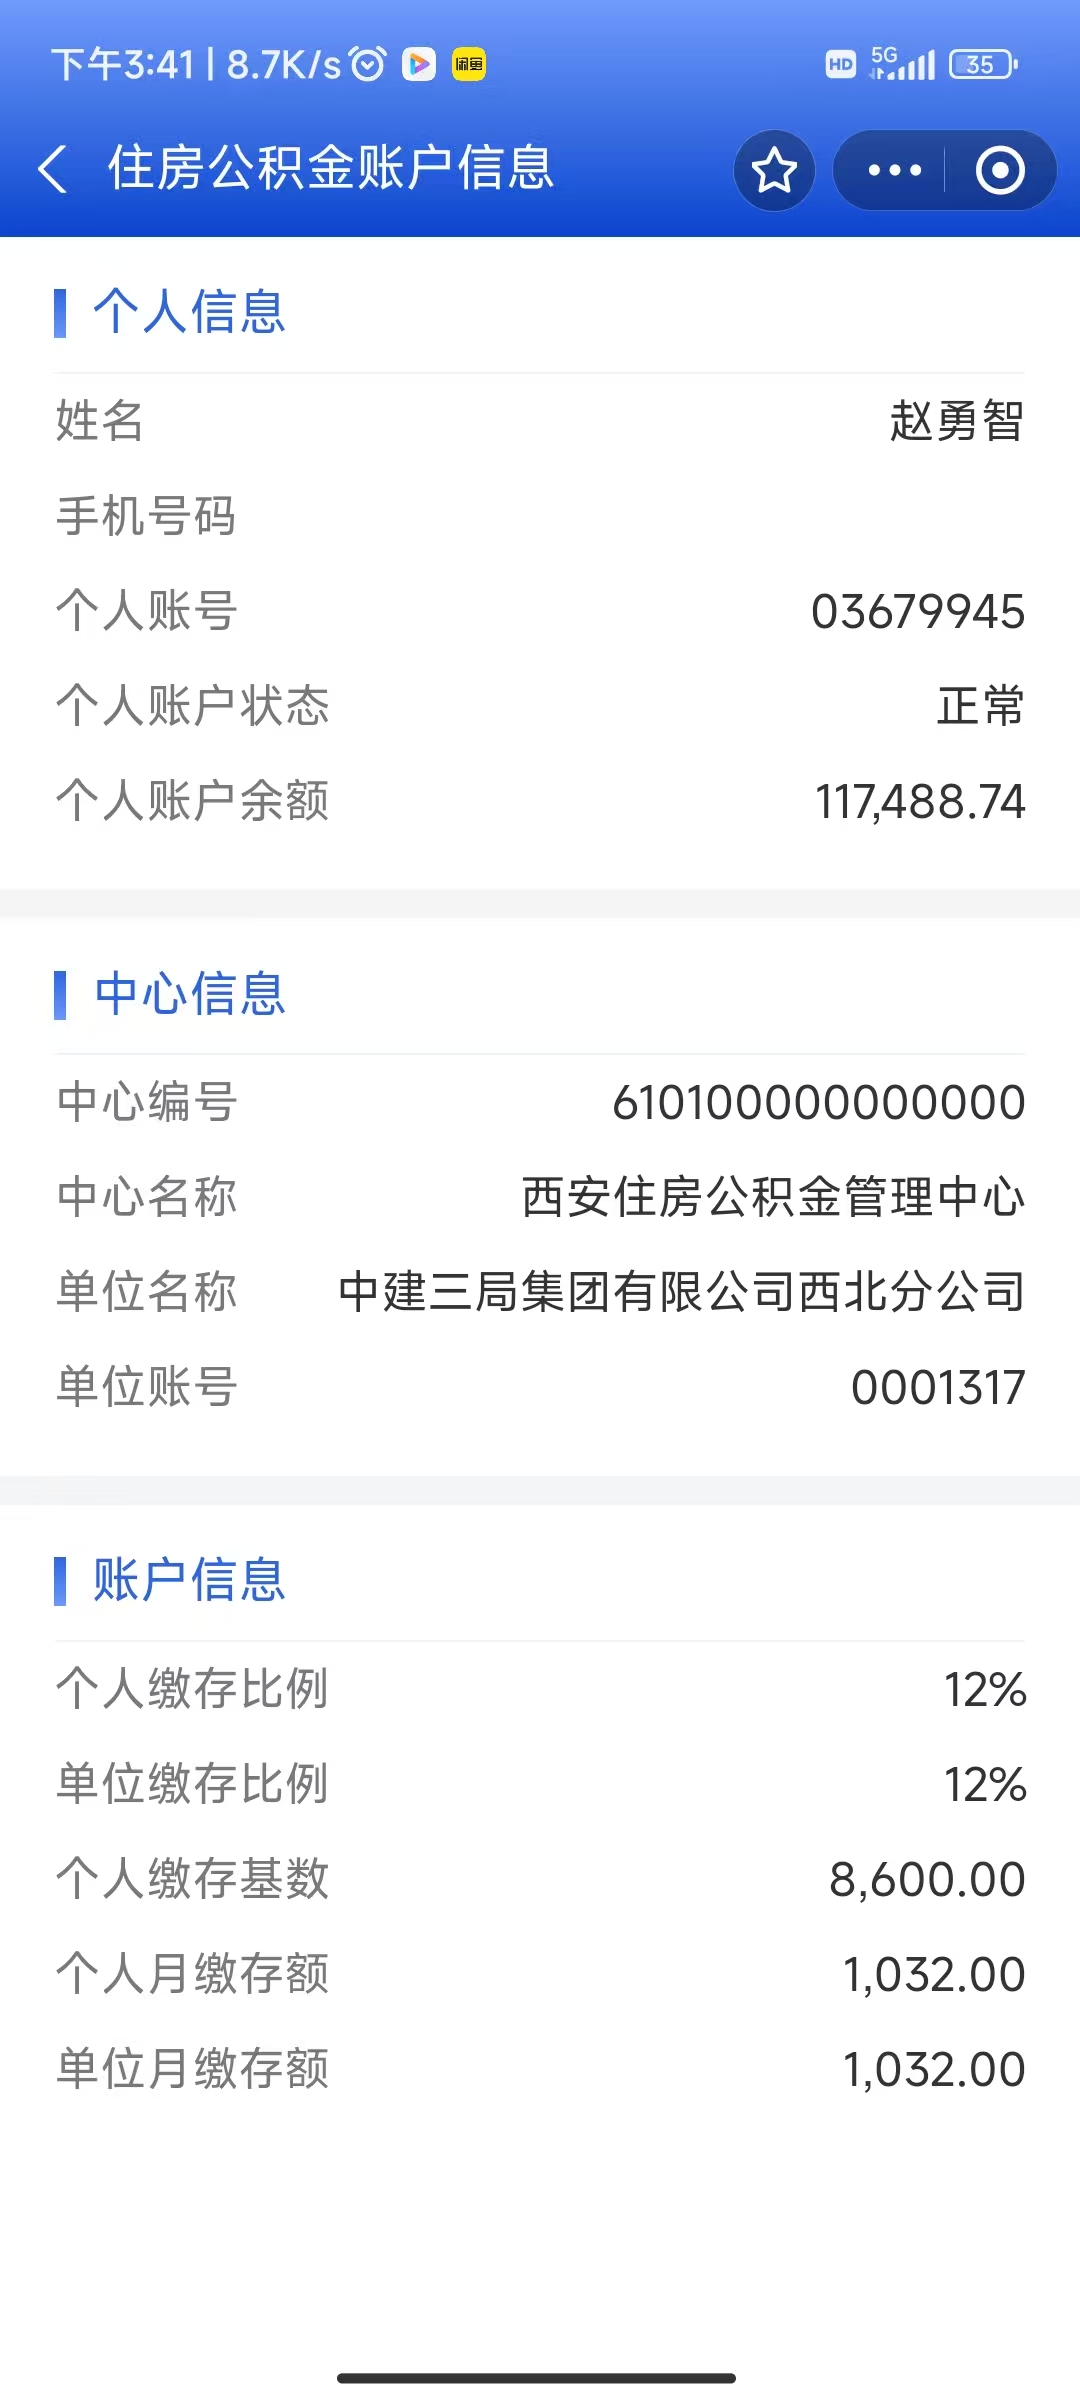 下午3:41 | 8.7K/s 闲鱼 HD 5G 35
住房公积金账户信息
个人信息
姓名 赵勇智
手机号码
个人账号 03679945
个人账户状态 正常
个人账户余额 117,488.74
中心信息
中心编号 610100000000000
中心名称 西安住房公积金管理中心
单位名称 中建三局集团有限公司西北分公司
单位账号 0001317
账户信息
个人缴存比例 12%
单位缴存比例 12%
个人缴存基数 8,600.00
个人月缴存额 1,032.00
单位月缴存额 1,032.00